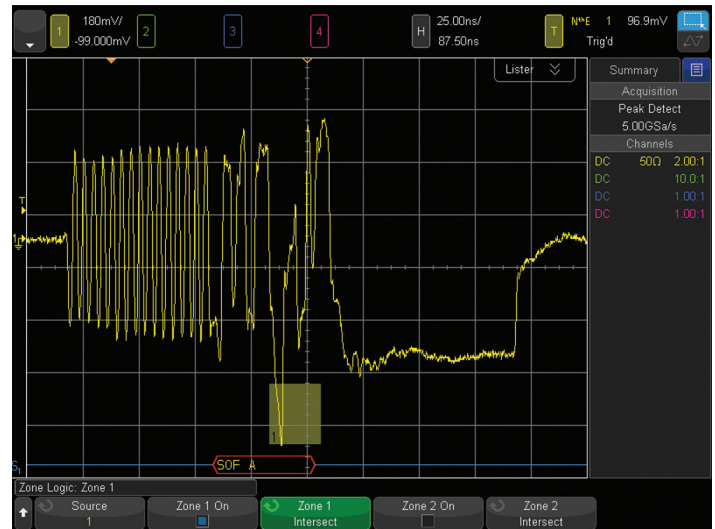 1 180mV/ -99.000mV 2 3 4 H 25.00ns/ 87.50ns T NthE 1 96.9mV Trig'd
Lister
Summary
Acquisition
Peak Detect
5.00GSa/s
Channels
DC 50Ω 2.00:1
DC 10.0:1
DC 1.00:1
DC 1.00:1
T
1
1
S1 SOF A
Zone Logic: Zone 1
Source
1
Zone 1 On
Zone 1
Intersect
Zone 2 On
Zone 2
Intersect